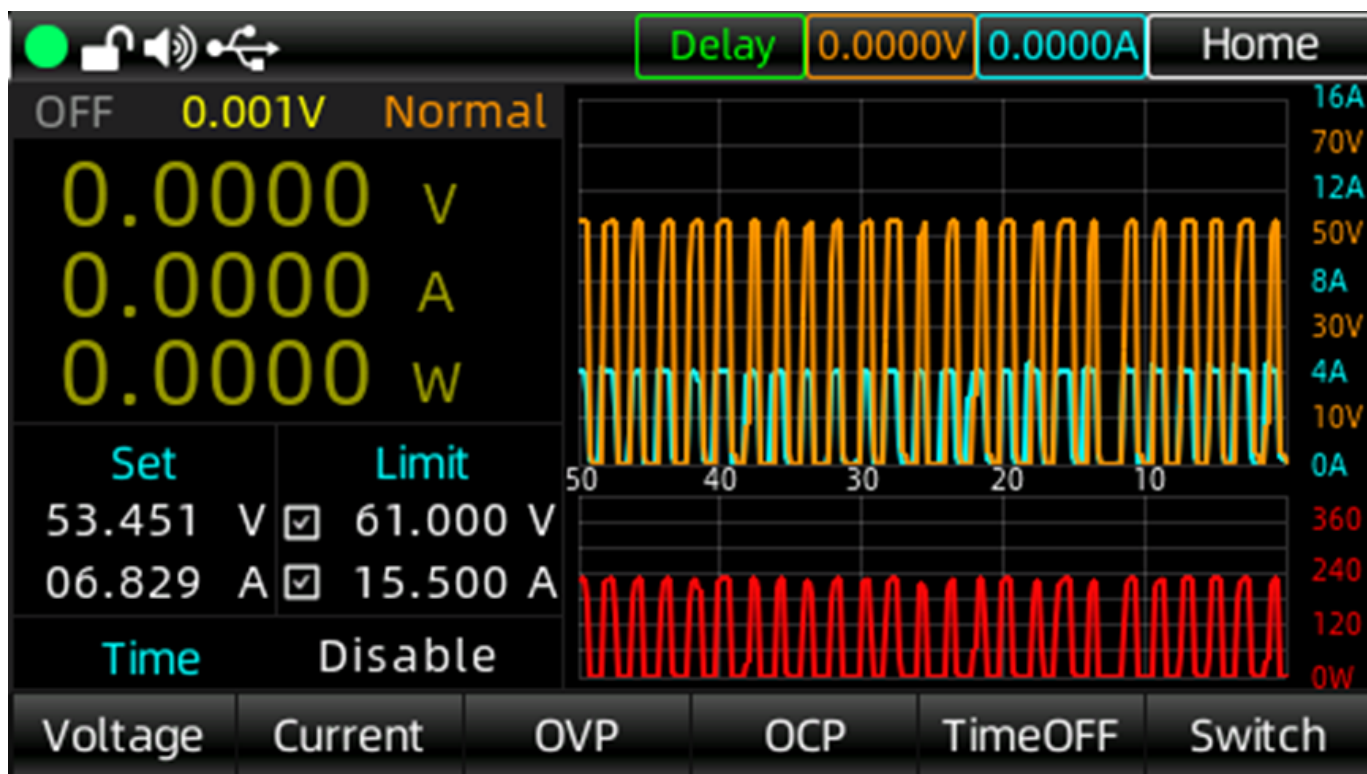 Delay 0.0000V 0.0000A Home
OFF 0.001V Normal
0.0000 V
0.0000 A
0.0000 W
Set Limit
53.451 V 61.000 V
06.829 A 15.500 A
Time Disable
16A
70V
12A
50V
8A
30V
4A
10V
0A
50 40 30 20 10
360
240
120
0W
Voltage Current OVP OCP TimeOFF Switch